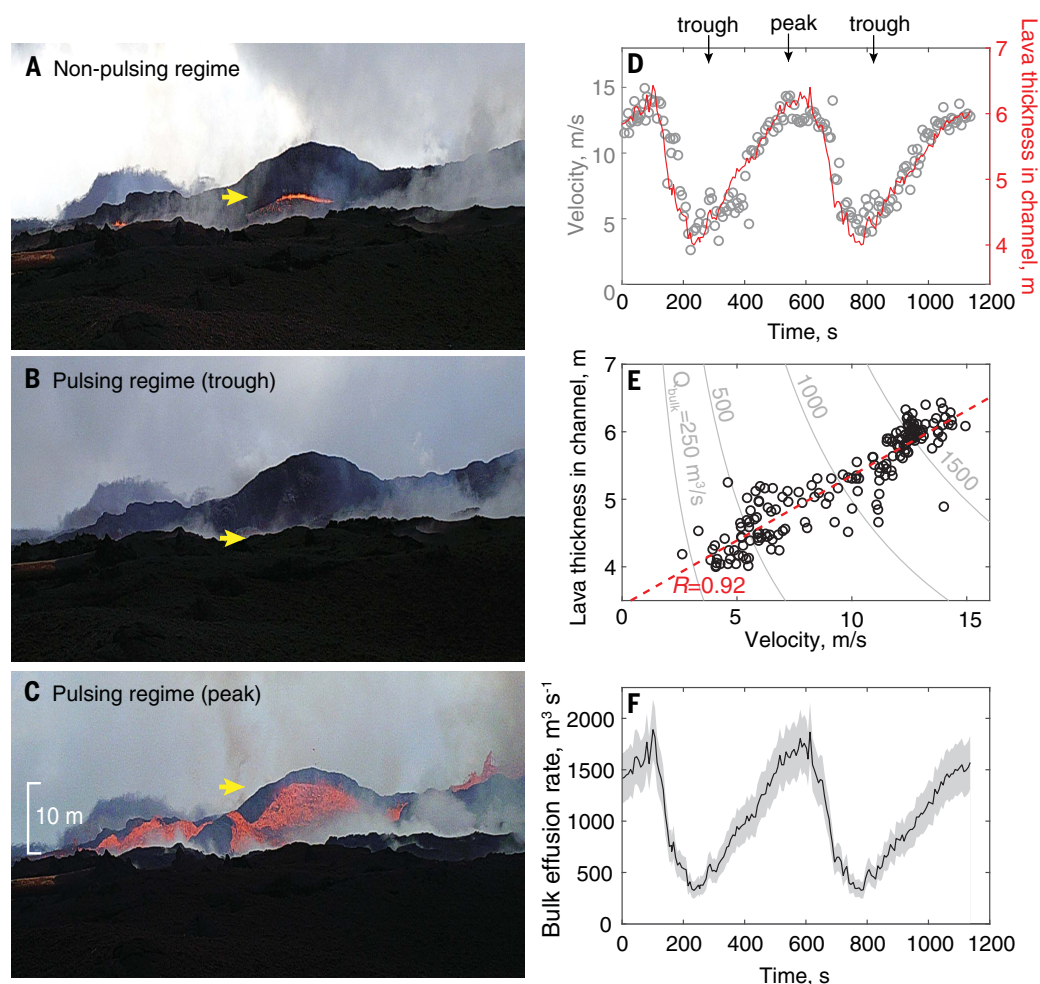 A Non-pulsing regime
B Pulsing regime (trough)
C Pulsing regime (peak)
10 m
trough peak trough
D
Velocity, m/s
15
10
5
0
Lava thickness in channel, m
7
6
5
4
0 200 400 600 800 1000 1200
Time, s
E
Lava thickness in channel, m
7
6
5
4
Qbulk =250 m³/s
500
1000
1500
R=0.92
0 5 10 15
Velocity, m/s
F
Bulk effusion rate, m³ s⁻¹
2000
1500
1000
500
0
0 200 400 600 800 1000 1200
Time, s